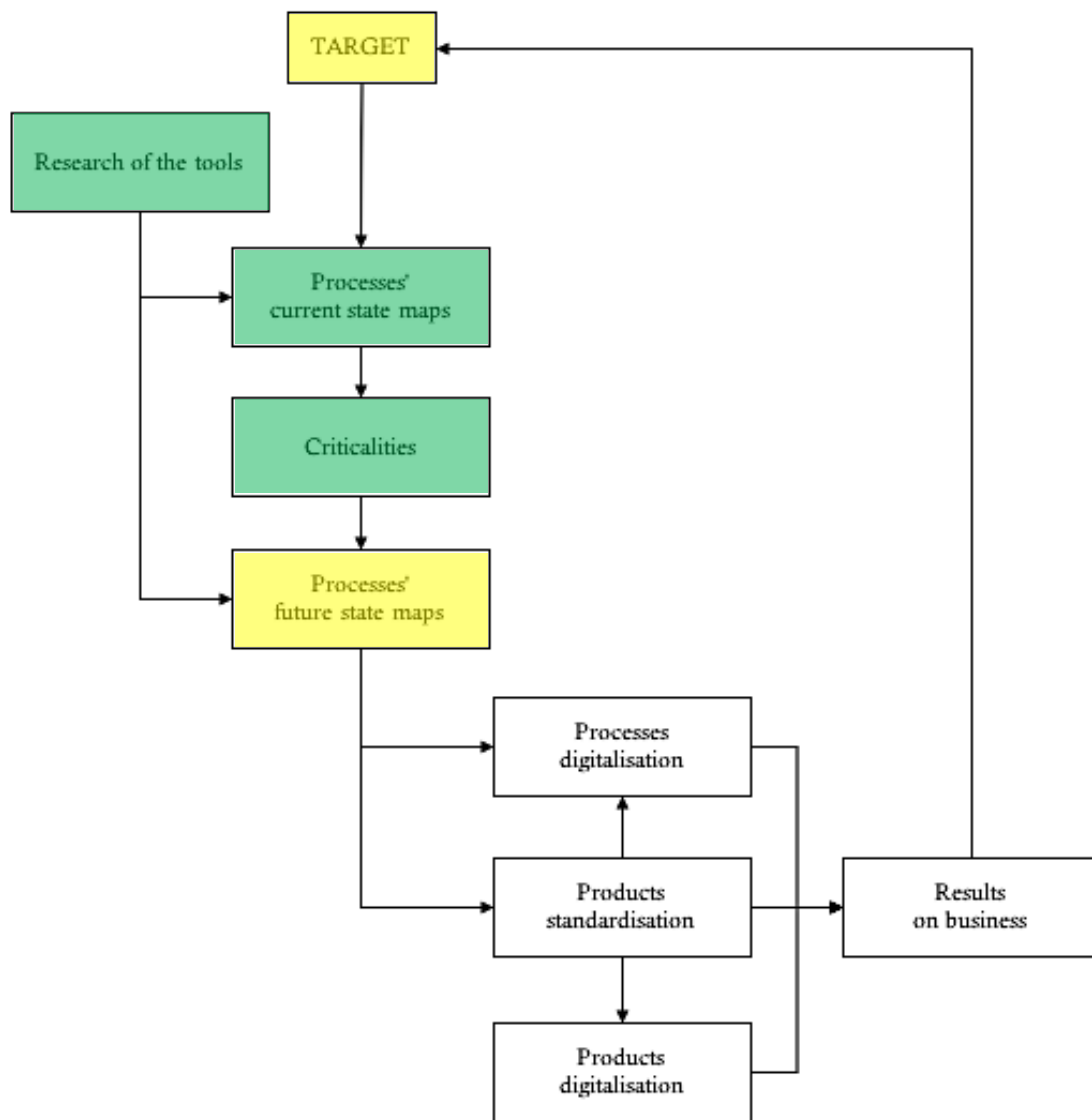 TARGET
Research of the tools
Processes'
current state maps
Criticalities
Processes'
future state maps
Processes
digitalisation
Products
standardisation
Results
on business
Products
digitalisation